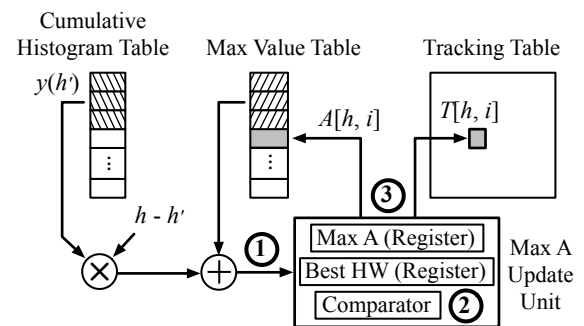 Cumulative
Histogram Table
Max Value Table
Tracking Table
y(h')
A[h, i]
T[h, i]
...
...
h - h'
×
+
1
3
Max A (Register)
Best HW (Register)
Comparator
2
Max A
Update
Unit